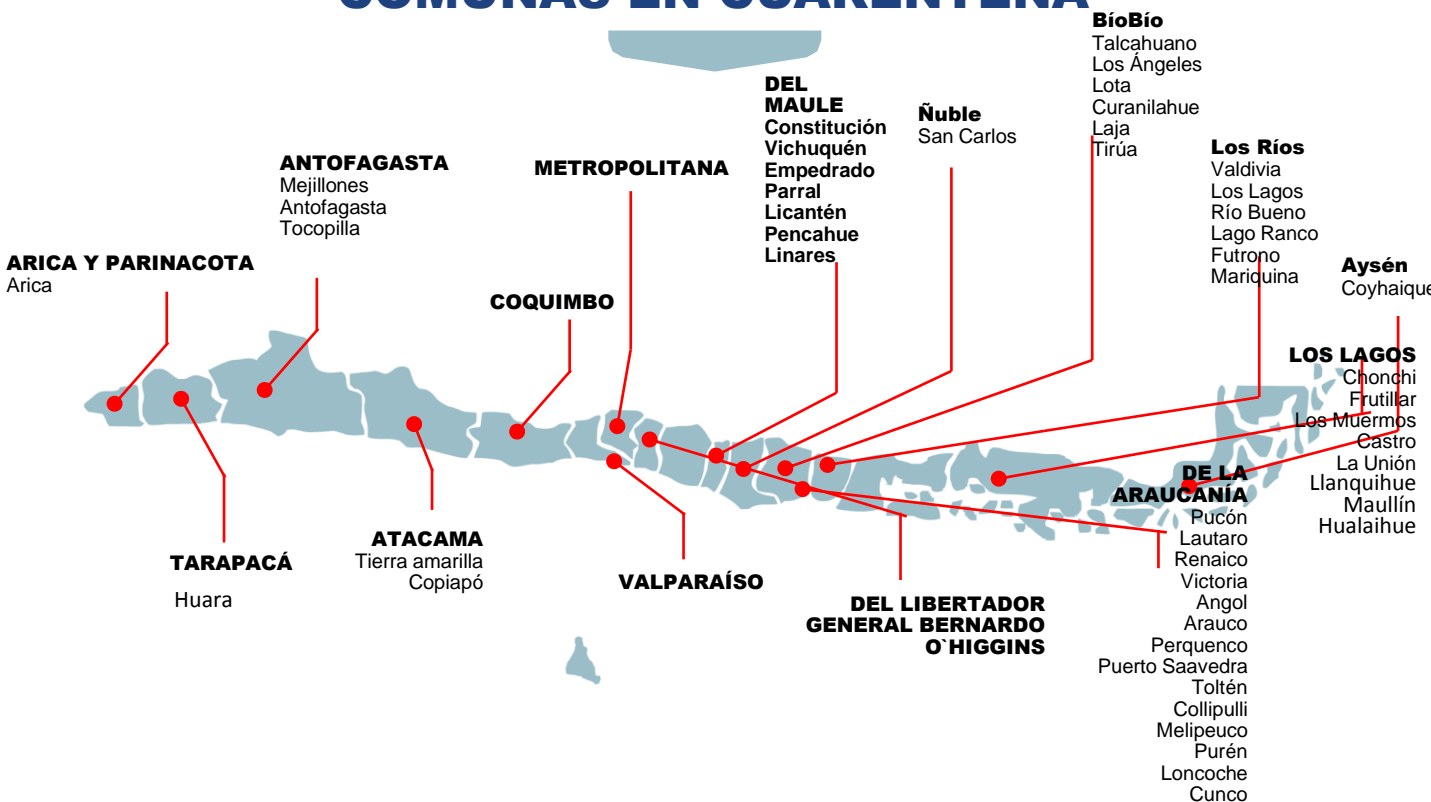 COMUNAS EN CUARENTENA
BíoBío
Talcahuano
Los Ángeles
Lota
Curanilahue
Laja
Tirúa
DEL
MAULE
Constitución
Vichuquén
Empedrado
Parral
Licantén
Pencahue
Linares
Ñuble
San Carlos
Los Ríos
Valdivia
Los Lagos
Río Bueno
Lago Ranco
Futrono
Mariquina
ANTOFAGASTA
Mejillones
Antofagasta
Tocopilla
METROPOLITANA
ARICA Y PARINACOTA
Arica
COQUIMBO
Aysén
Coyhaique
LOS LAGOS
Chonchi
Frutillar
Los Muermos
Castro
La Unión
Llanquihue
Maullín
Hualaihue
DE LA
ARAUCANÍA
Pucón
Lautaro
Renaico
Victoria
Angol
Arauco
Perquenco
Puerto Saavedra
Toltén
Collipulli
Melipeuco
Purén
Loncoche
Cunco
TARAPACÁ
Huara
ATACAMA
Tierra amarilla
Copiapó
VALPARAÍSO
DEL LIBERTADOR
GENERAL BERNARDO
O`HIGGINS